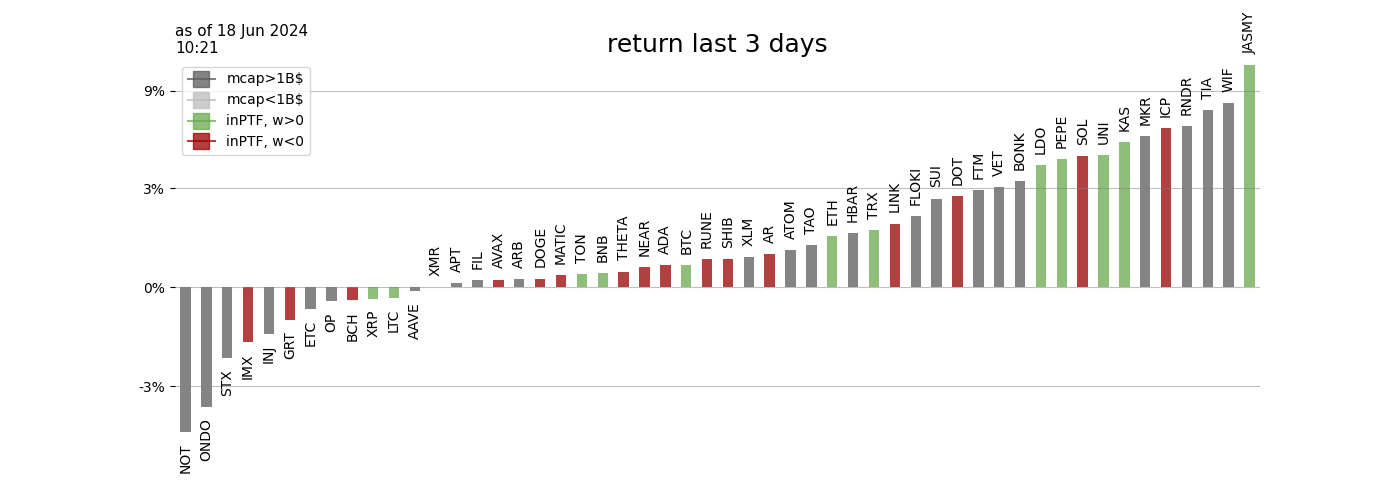 as of 18 Jun 2024
10:21
return last 3 days
mcap>1B$
mcap<1B$
inPTF, w>0
inPTF, w<0
9%
3%
0%
-3%
NOT
ONDO
STX
IMX
INJ
GRT
ETC
OP
BCH
XRP
LTC
AAVE
XMR
APT
FIL
AVAX
ARB
DOGE
MATIC
TON
BNB
THETA
NEAR
ADA
BTC
RUNE
SHIB
XLM
AR
ATOM
TAO
ETH
HBAR
TRX
LINK
FLOKI
SUI
DOT
FTM
VET
BONK
LDO
PEPE
SOL
UNI
KAS
MKR
ICP
RNDR
TIA
WIF
JASMY